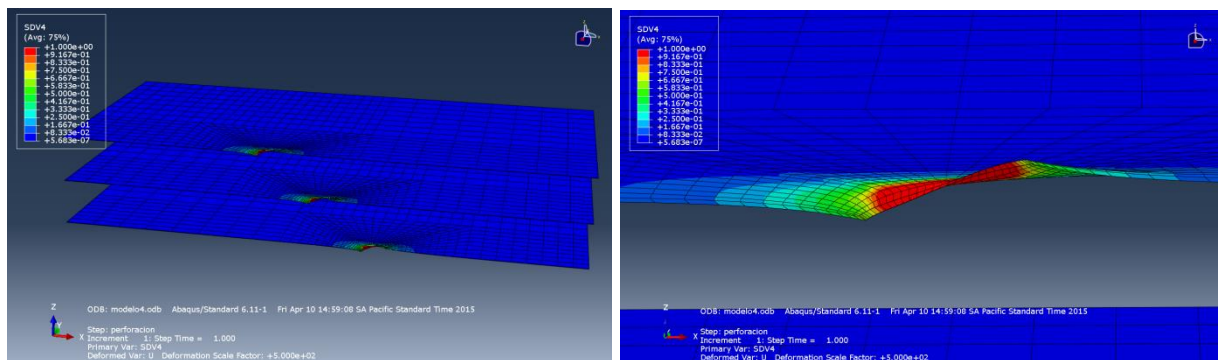 SDV4
(Avg: 75%)
+1.000e+00
+9.167e-01
+8.333e-01
+7.500e-01
+6.667e-01
+5.833e-01
+5.000e-01
+4.167e-01
+3.333e-01
+2.500e-01
+1.667e-01
+8.333e-02
+5.683e-07
Z
Y
X
ODB: modelo4.odb Abaqus/Standard 6.11-1 Fri Apr 10 14:59:08 SA Pacific Standard Time 2015
Step: perforacion
Increment 1: Step Time = 1.000
Primary Var: SDV4
Deformed Var: U Deformation Scale Factor: +5.000e+02
SDV4
(Avg: 75%)
+1.000e+00
+9.167e-01
+8.333e-01
+7.500e-01
+6.667e-01
+5.833e-01
+5.000e-01
+4.167e-01
+3.333e-01
+2.500e-01
+1.667e-01
+8.333e-02
+5.683e-07
Z
X
ODB: modelo4.odb Abaqus/Standard 6.11-1 Fri Apr 10 14:59:08 SA Pacific Standard Time 2015
Step: perforacion
Increment 1: Step Time = 1.000
Primary Var: SDV4
Deformed Var: U Deformation Scale Factor: +5.000e+02